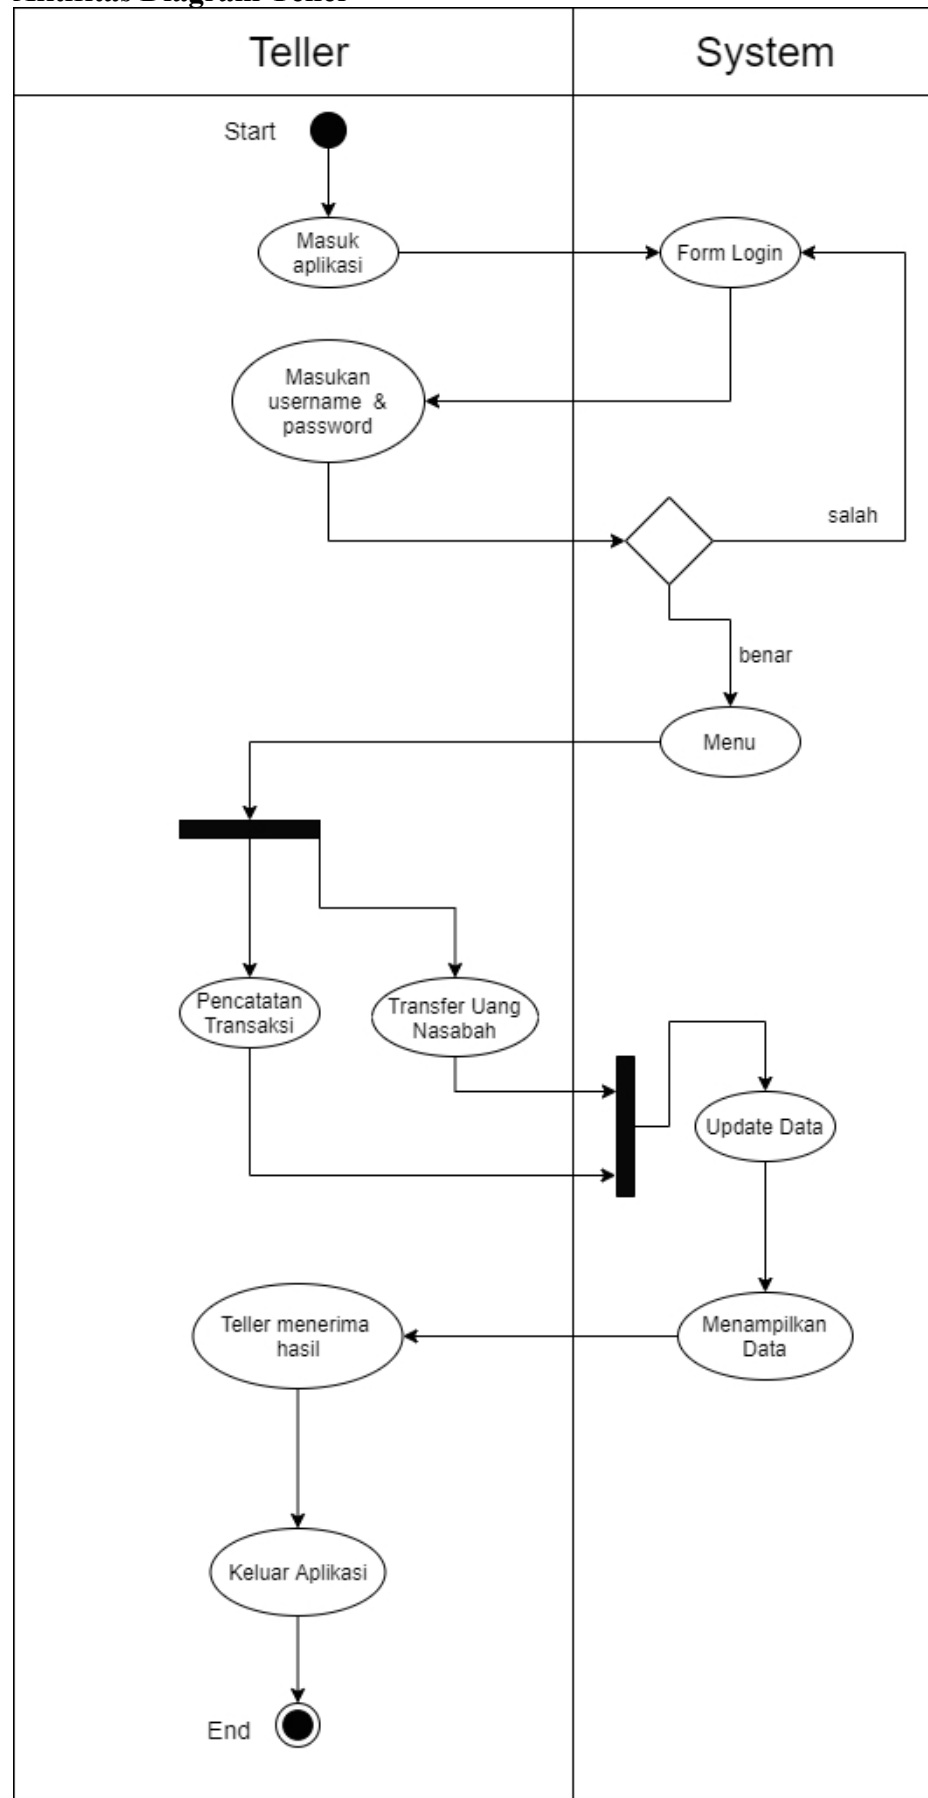 Teller
System
Start
Masuk
aplikasi
Form Login
Masukan
username &
password
salah
benar
Menu
Pencatatan
Transaksi
Transfer Uang
Nasabah
Update Data
Teller menerima
hasil
Menampilkan
Data
Keluar Aplikasi
End